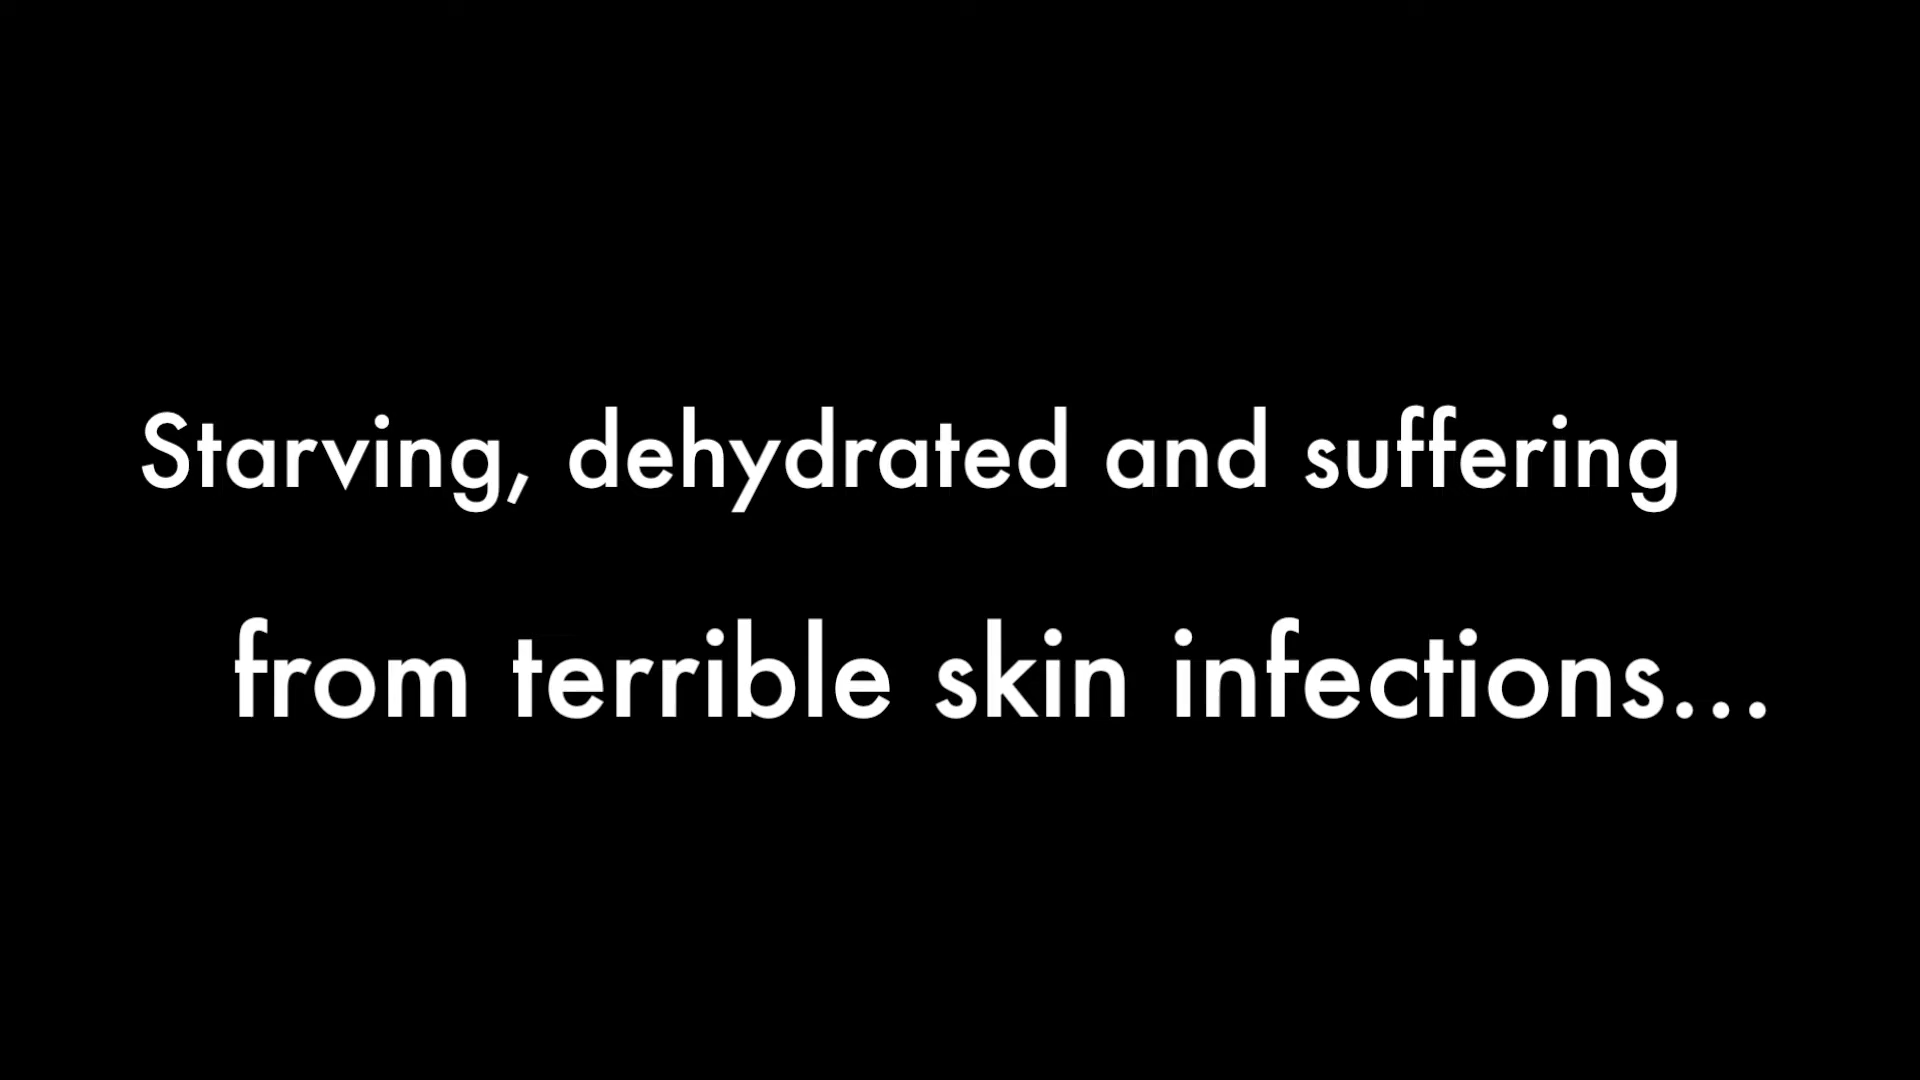 Starving, dehydrated and suffering
from terrible skin infections...